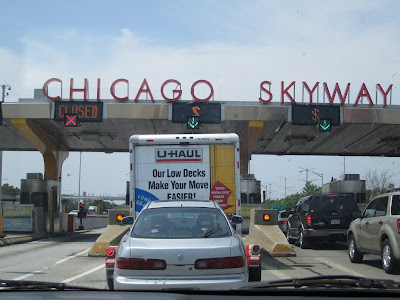 CHICAGO SKYWAY
CLOSED
U-HAUL
Our Low Decks
Make Your Move
EASIER!